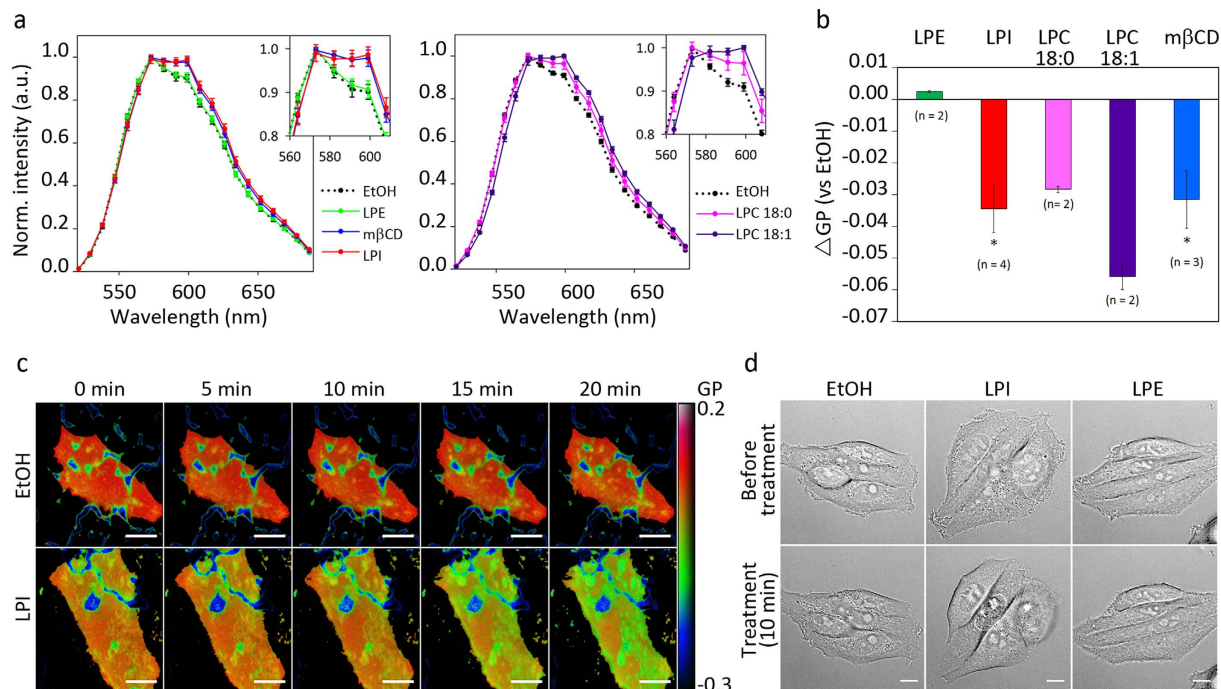 a
Norm. intensity (a.u.)
1.0
0.8
0.6
0.4
0.2
0.0
550 600 650
Wavelength (nm)
1.0
0.9
0.8
560 580 600
EtOH
LPE
mβCD
LPI
1.0
0.8
0.6
0.4
0.2
0.0
550 600 650
Wavelength (nm)
1.0
0.9
0.8
560 580 600
EtOH
LPC 18:0
LPC 18:1
b
LPE LPI LPC 18:0 LPC 18:1 mβCD
△GP (vs EtOH)
0.01
0.00
-0.01
-0.02
-0.03
-0.04
-0.05
-0.06
-0.07
(n = 2)
*
(n = 4)
(n= 2)
(n = 2)
*
(n = 3)
c
0 min 5 min 10 min 15 min 20 min GP
EtOH
LPI
0.2
-0.3
d
EtOH LPI LPE
Before
treatment
Treatment
(10 min)